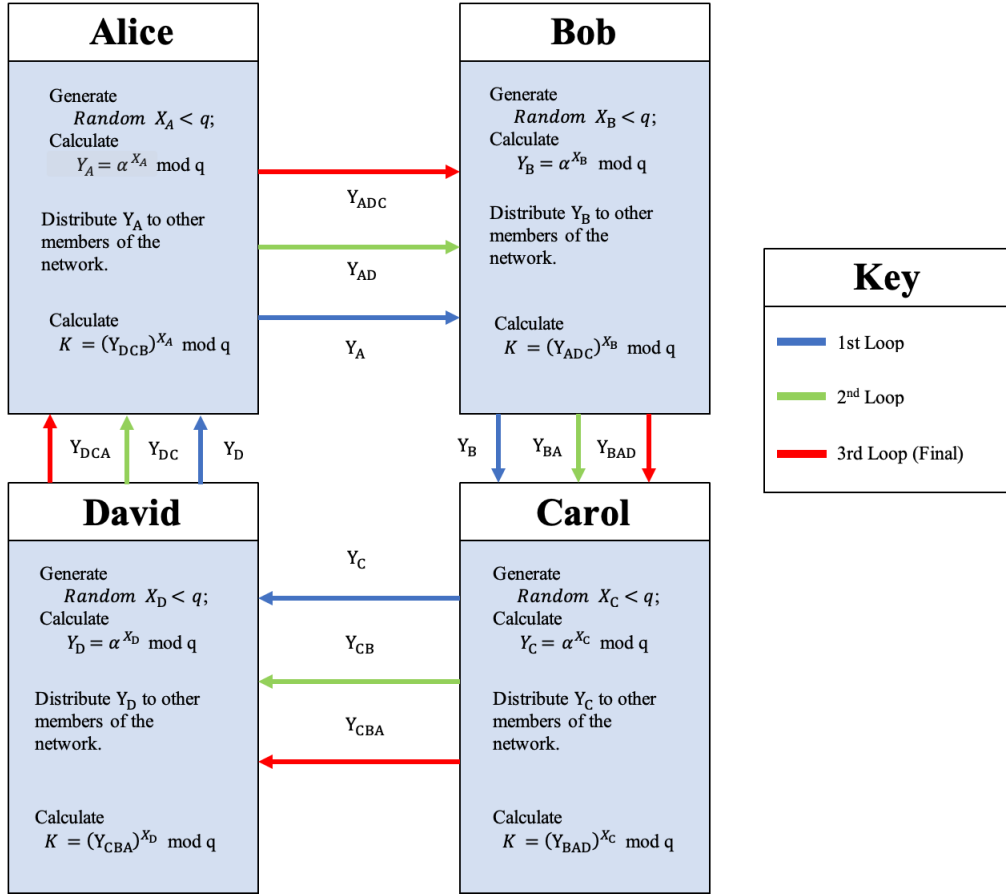 Alice
Generate
Random X_A < q;
Calculate
Y_A = α^{X_A} mod q
Distribute Y_A to other
members of the
network.
Calculate
K = (Y_DCB)^{X_A} mod q
Y_ADC
Y_AD
Y_A
Bob
Generate
Random X_B < q;
Calculate
Y_B = α^{X_B} mod q
Distribute Y_B to other
members of the
network.
Calculate
K = (Y_ADC)^{X_B} mod q
Key
1st Loop
2nd Loop
3rd Loop (Final)
Y_DCA
Y_DC
Y_D
Y_B
Y_BA
Y_BAD
David
Generate
Random X_D < q;
Calculate
Y_D = α^{X_D} mod q
Distribute Y_D to other
members of the
network.
Calculate
K = (Y_CBA)^{X_D} mod q
Y_C
Y_CB
Y_CBA
Carol
Generate
Random X_C < q;
Calculate
Y_C = α^{X_C} mod q
Distribute Y_C to other
members of the
network.
Calculate
K = (Y_BAD)^{X_C} mod q